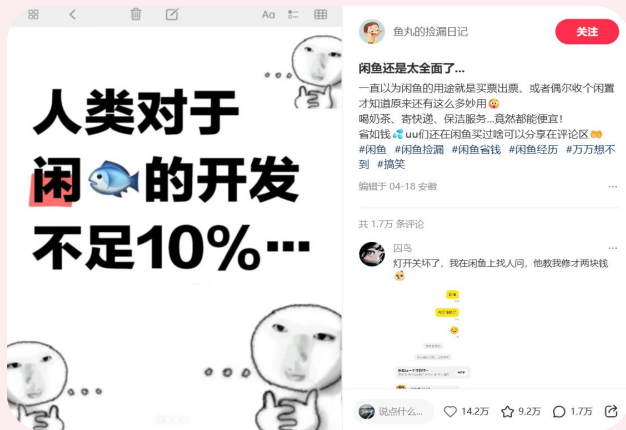 Aa
人类对于
闲🐟的开发
不足10%···
鱼丸的捡漏日记
关注
闲鱼还是太全面了...
一直以为闲鱼的用途就是买票出票、或者偶尔收个闲置
才知道原来还有这么多妙用😲
喝奶茶、寄快递、保洁服务...竟然都能便宜!
省如钱💦uu们还在闲鱼买过啥可以分享在评论区👐
#闲鱼 #闲鱼捡漏 #闲鱼省钱 #闲鱼经历 #万万想不
到 #搞笑
编辑于 04-18 安徽
共 1.7万 条评论
囚鸟
灯开关坏了，我在闲鱼上找人问，他教我修才两块钱
说点什么...
14.2万
9.2万
1.7万